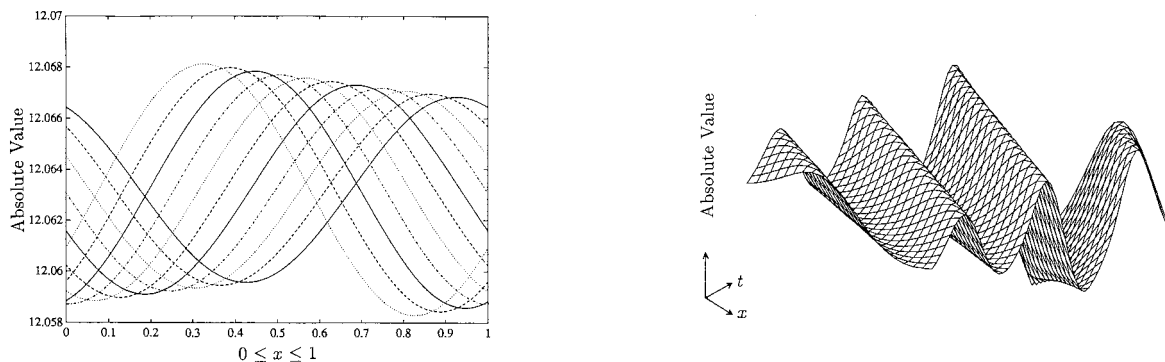 12.07
12.068
12.066
12.064
12.062
12.06
12.058
Absolute Value
0 0.1 0.2 0.3 0.4 0.5 0.6 0.7 0.8 0.9 1
0 ≤ x ≤ 1
Absolute Value
t
x